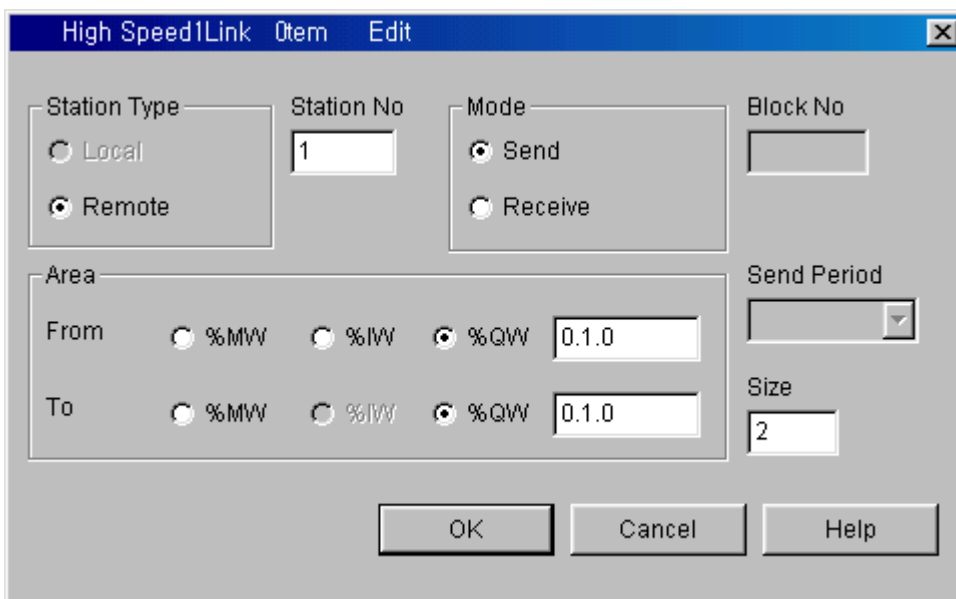 High Speed1Link 0tem Edit
Station Type
Local
Remote
Station No
1
Mode
Send
Receive
Block No
Area
From %MW %IW %QW 0.1.0
To %MW %IW %QW 0.1.0
Send Period
Size
2
OK Cancel Help